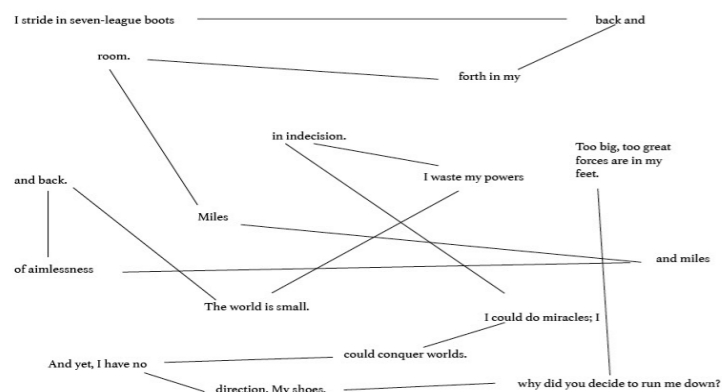 I stride in seven-league boots
back and
forth in my
room.
Miles
and miles
of aimlessness
and back.
The world is small.
I waste my powers
in indecision.
I could do miracles; I
could conquer worlds.
And yet, I have no
direction. My shoes,
why did you decide to run me down?
Too big, too great
forces are in my
feet.